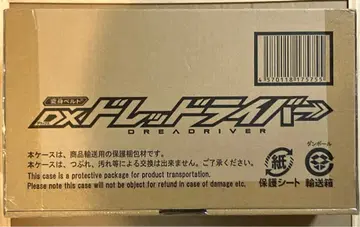 4570118175755
変身ベルト
DXドレッドライバー
DREADRIVER
本ケースは、商品輸送用の保護梱包材です。
本ケースは、つぶれ、汚れ等による交換は出来ません。ご了承ください。
This case is a protective package for product transportation.
Please note this case will not be object for refund in case of damage etc.
紙
保護シート
ダンボール
輸送箱